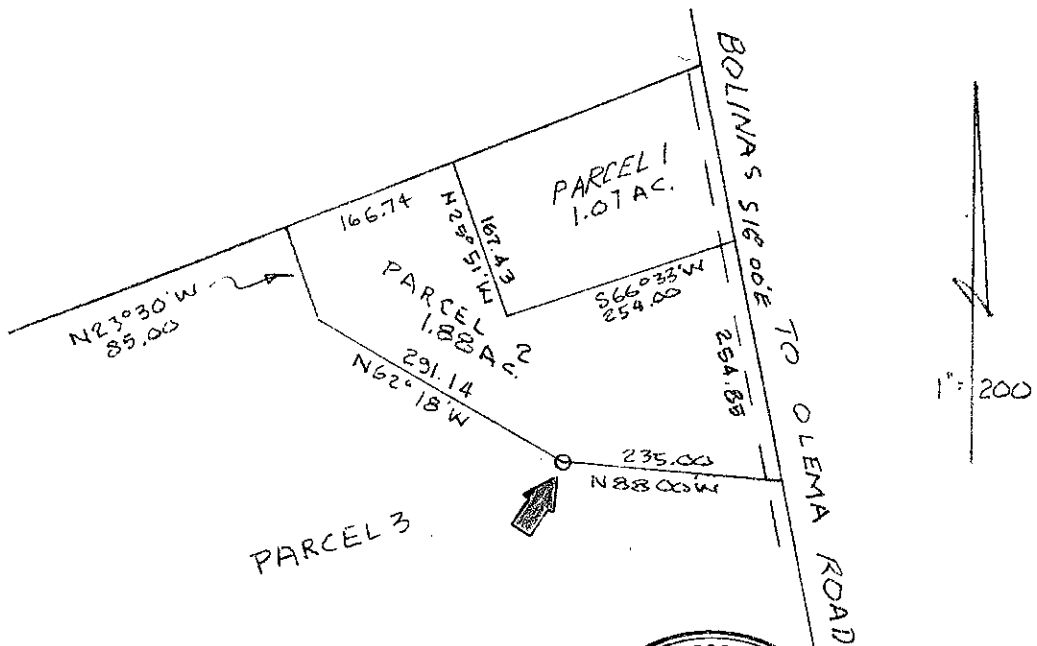 BOLINAS S18 00'E TO OLEMA ROAD
PARCEL 1
1.07 AC.
166.74
167.43
N25°51'W
S66°33'W
254.00
N23°30'W
85.00
PARCEL 2
1.88 Ac.
291.14
N62°18'W
254.85
235.00
N88 00'W
PARCEL 3
1"= 200